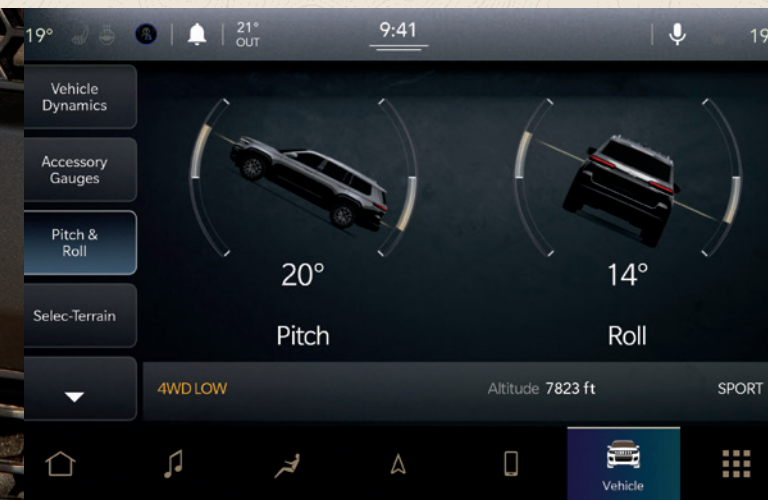 19°
21°
OUT
9:41
19
Vehicle
Dynamics
Accessory
Gauges
Pitch &
Roll
Selec-Terrain
20°
14°
Pitch
Roll
4WD LOW
Altitude 7823 ft
SPORT
Vehicle